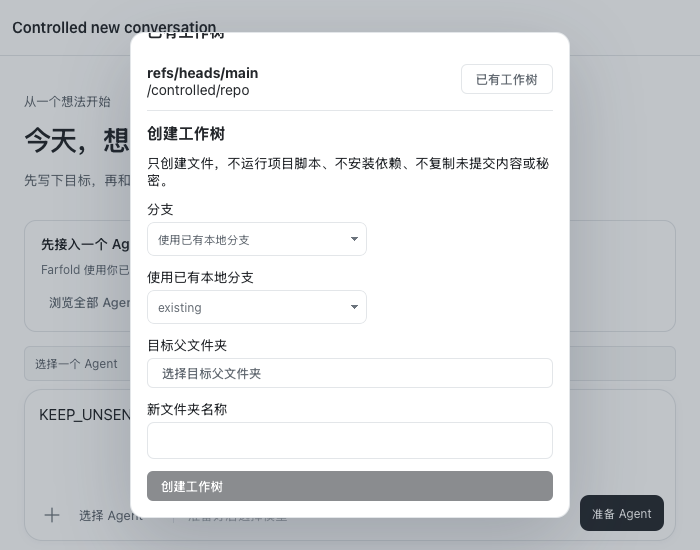 Controlled new conversation
已有工作树
refs/heads/main
/controlled/repo
已有工作树
从一个想法开始
今天，想
先写下目标，再和
创建工作树
只创建文件，不运行项目脚本、不安装依赖、不复制未提交内容或秘
密。
分支
使用已有本地分支
先接入一个 Ag
Farfold 使用你已
浏览全部 Agen
使用已有本地分支
existing
目标父文件夹
选择目标父文件夹
选择一个 Agent
新文件夹名称
KEEP_UNSEN
创建工作树
选择 Agent
准备 Agent